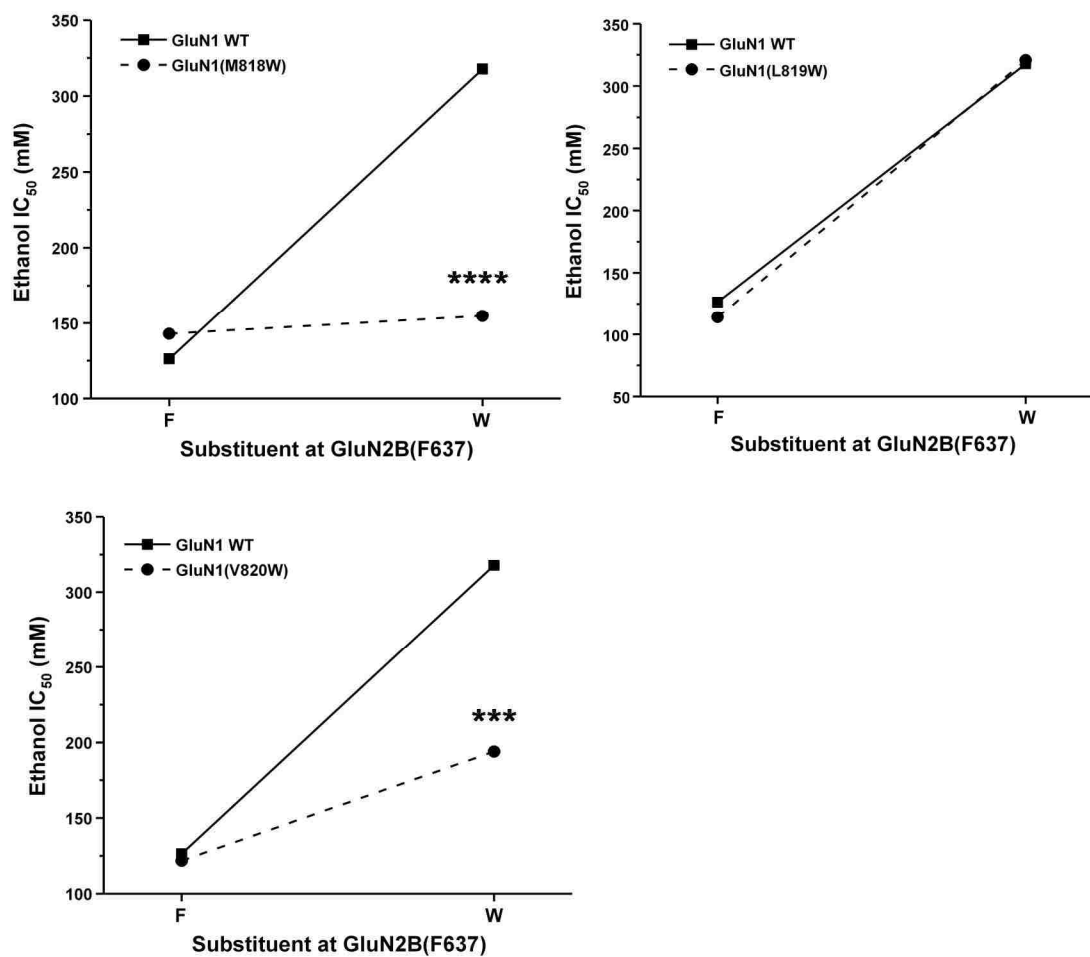 350
300
250
200
150
100
Ethanol IC50 (mM)
GluN1 WT
GluN1(M818W)
****
F
W
Substituent at GluN2B(F637)
350
300
250
200
150
100
50
Ethanol IC50 (mM)
GluN1 WT
GluN1(L819W)
F
W
Substituent at GluN2B(F637)
350
300
250
200
150
100
Ethanol IC50 (mM)
GluN1 WT
GluN1(V820W)
***
F
W
Substituent at GluN2B(F637)